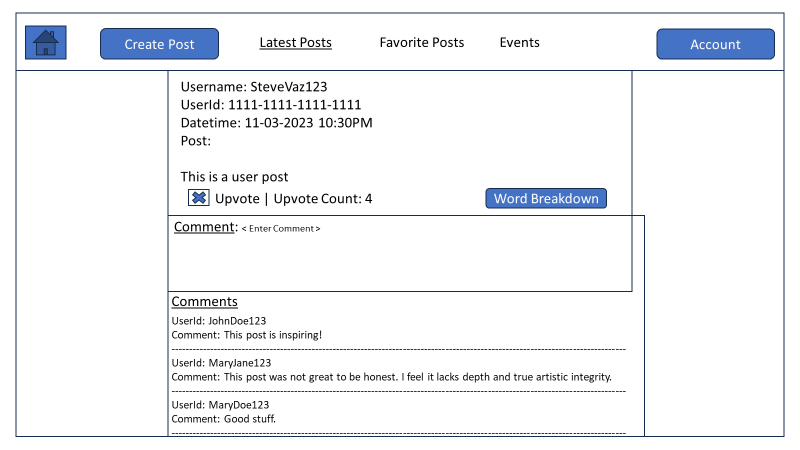 Create Post
Latest Posts
Favorite Posts
Events
Account
Username: SteveVaz123
UserId: 1111-1111-1111-1111
Datetime: 11-03-2023 10:30PM
Post:
This is a user post
Upvote | Upvote Count: 4
Word Breakdown
Comment: < Enter Comment >
Comments
UserId: JohnDoe123
Comment: This post is inspiring!
UserId: MaryJane123
Comment: This post was not great to be honest. I feel it lacks depth and true artistic integrity.
UserId: MaryDoe123
Comment: Good stuff.